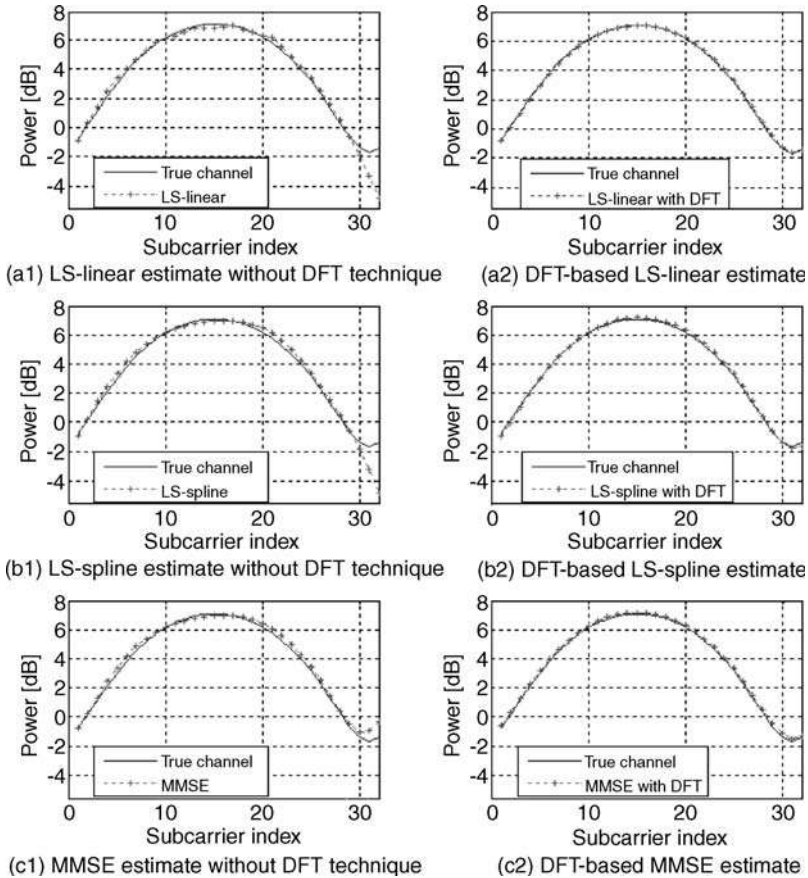 8
6
4
2
0
-2
-4
Power [dB]
True channel
LS-linear
0 10 20 30
Subcarrier index
(a1) LS-linear estimate without DFT technique
8
6
4
2
0
-2
-4
Power [dB]
True channel
LS-linear with DFT
0 10 20 30
Subcarrier index
(a2) DFT-based LS-linear estimate
8
6
4
2
0
-2
-4
Power [dB]
True channel
LS-spline
0 10 20 30
Subcarrier index
(b1) LS-spline estimate without DFT technique
8
6
4
2
0
-2
-4
Power [dB]
True channel
LS-spline with DFT
0 10 20 30
Subcarrier index
(b2) DFT-based LS-spline estimate
8
6
4
2
0
-2
-4
Power [dB]
True channel
MMSE
0 10 20 30
Subcarrier index
(c1) MMSE estimate without DFT technique
8
6
4
2
0
-2
-4
Power [dB]
True channel
MMSE with DFT
0 10 20 30
Subcarrier index
(c2) DFT-based MMSE estimate